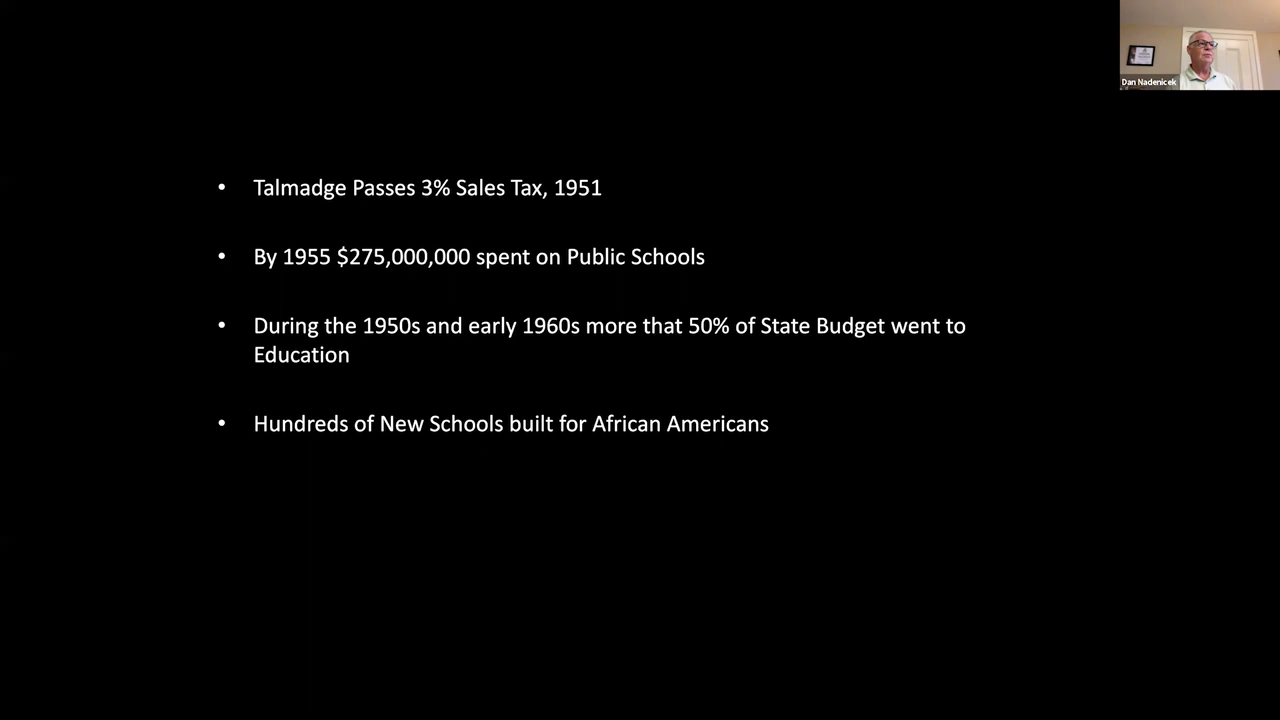 Dan Nadenicek
• Talmadge Passes 3% Sales Tax, 1951
• By 1955 $275,000,000 spent on Public Schools
• During the 1950s and early 1960s more that 50% of State Budget went to
Education
• Hundreds of New Schools built for African Americans